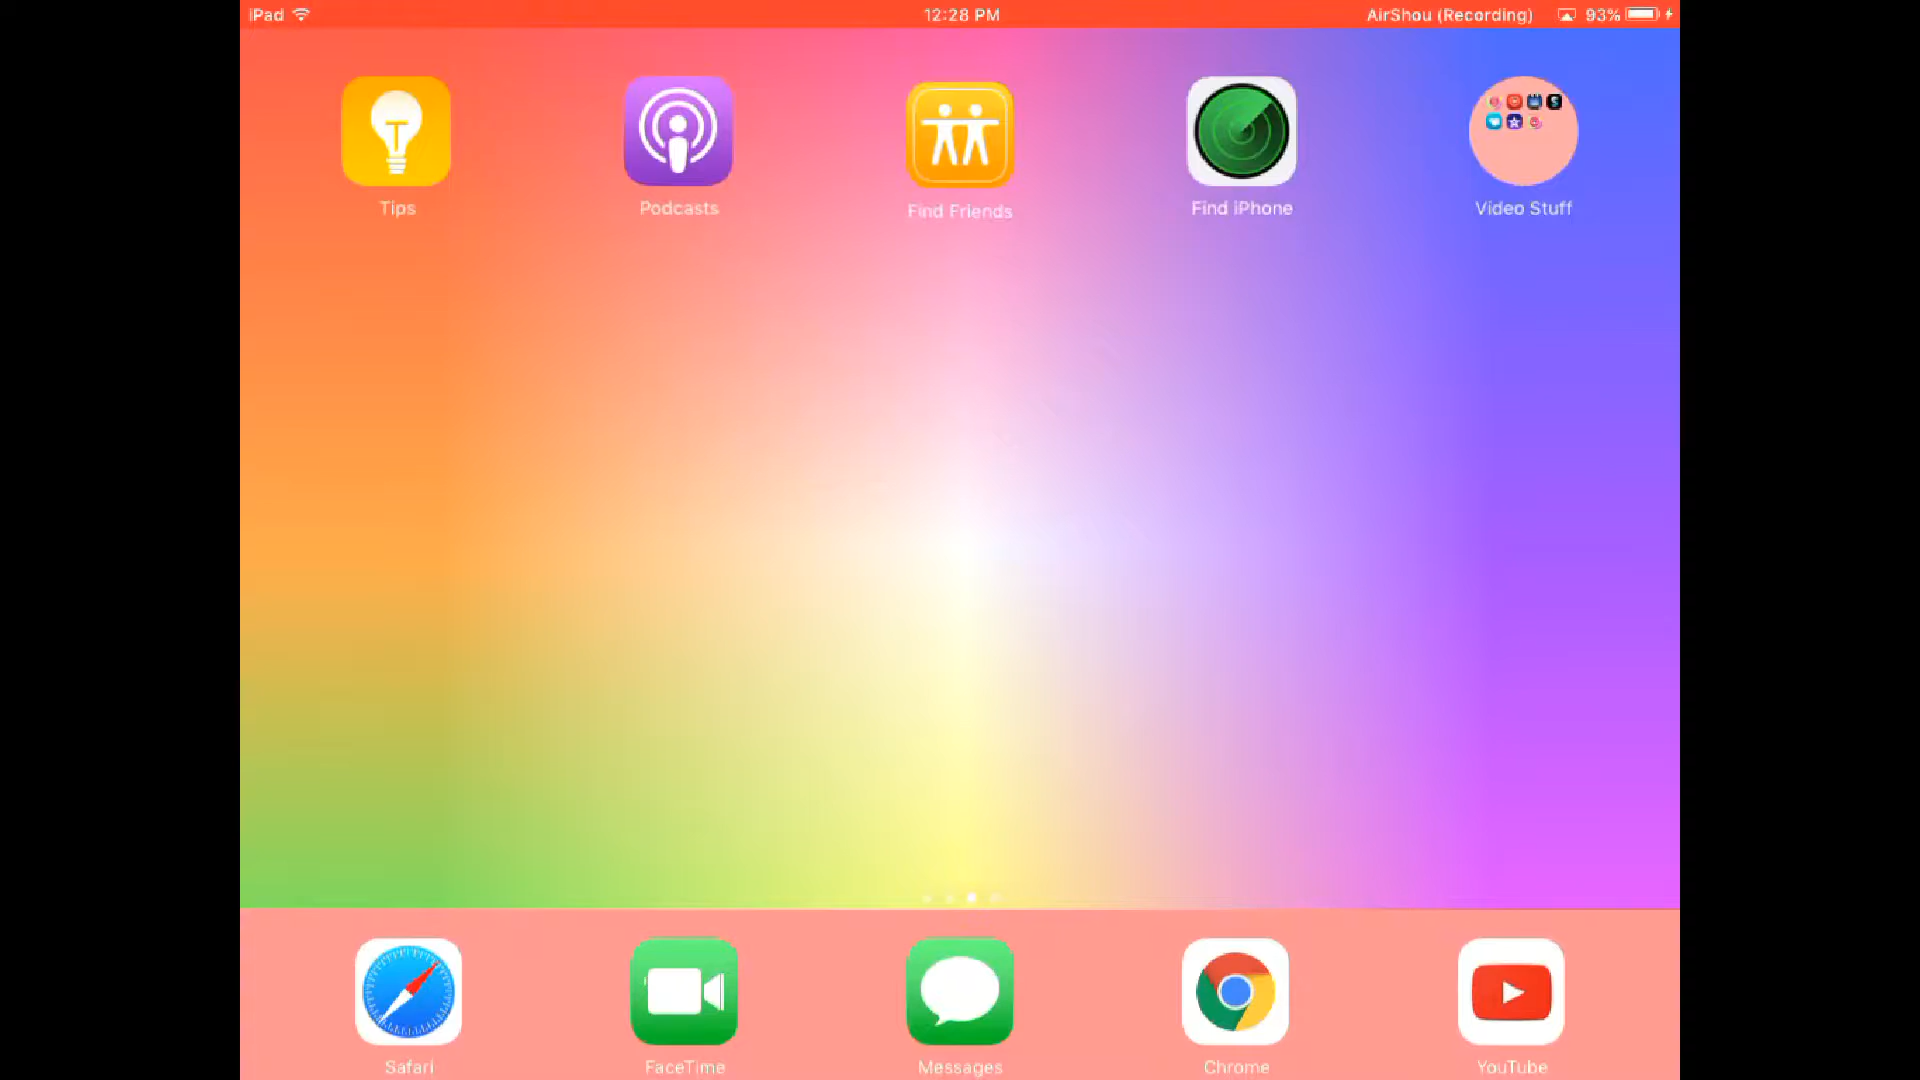 iPad 12:28 PM AirShou (Recording) 93%
Tips Podcasts Find Friends Find iPhone Video Stuff
Safari FaceTime Messages Chrome YouTube